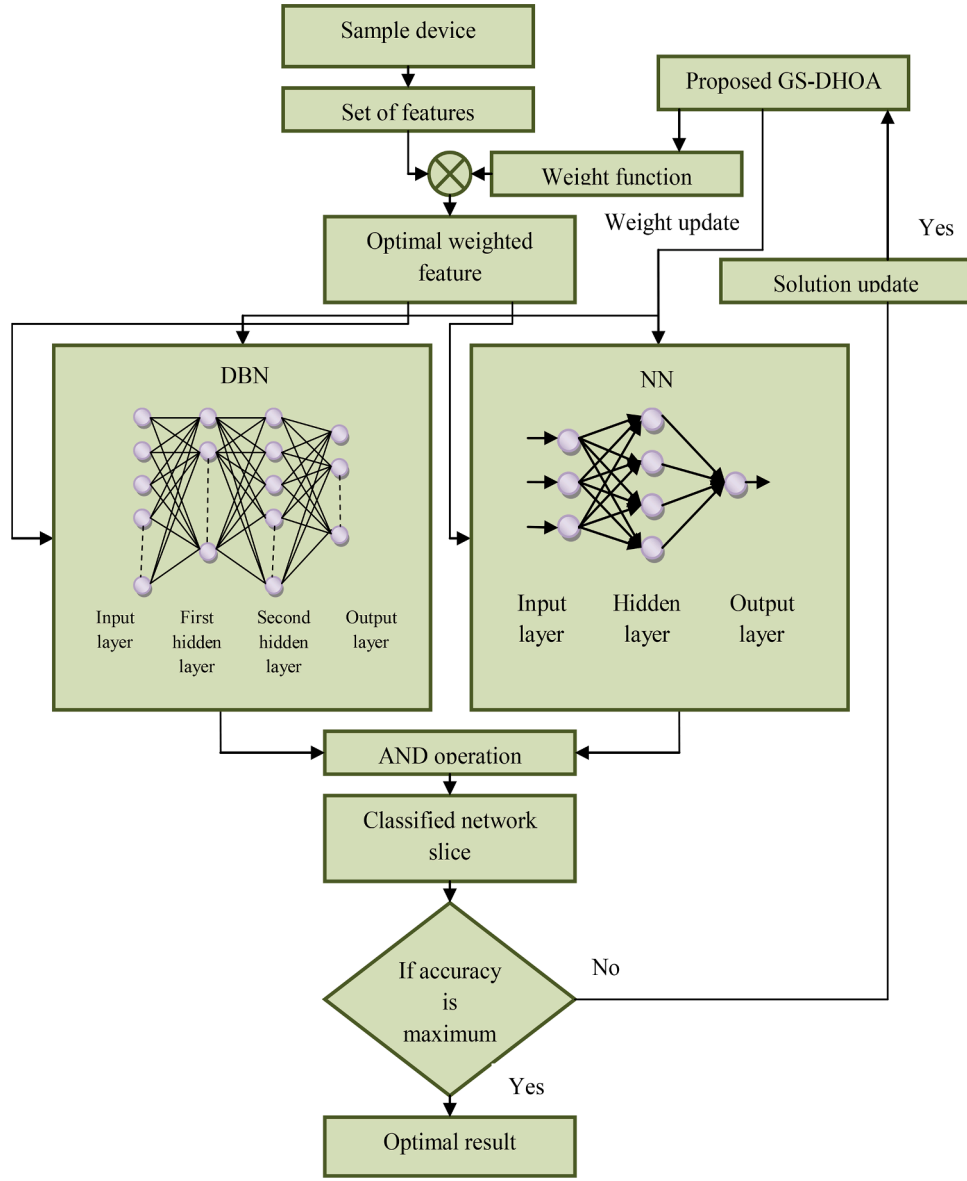 Sample device
Proposed GS-DHOA
Set of features
Weight function
Weight update
Yes
Optimal weighted
feature
Solution update
DBN
NN
Input
layer
First
hidden
layer
Second
hidden
layer
Output
layer
Input
layer
Hidden
layer
Output
layer
AND operation
Classified network
slice
If accuracy
is
maximum
No
Yes
Optimal result